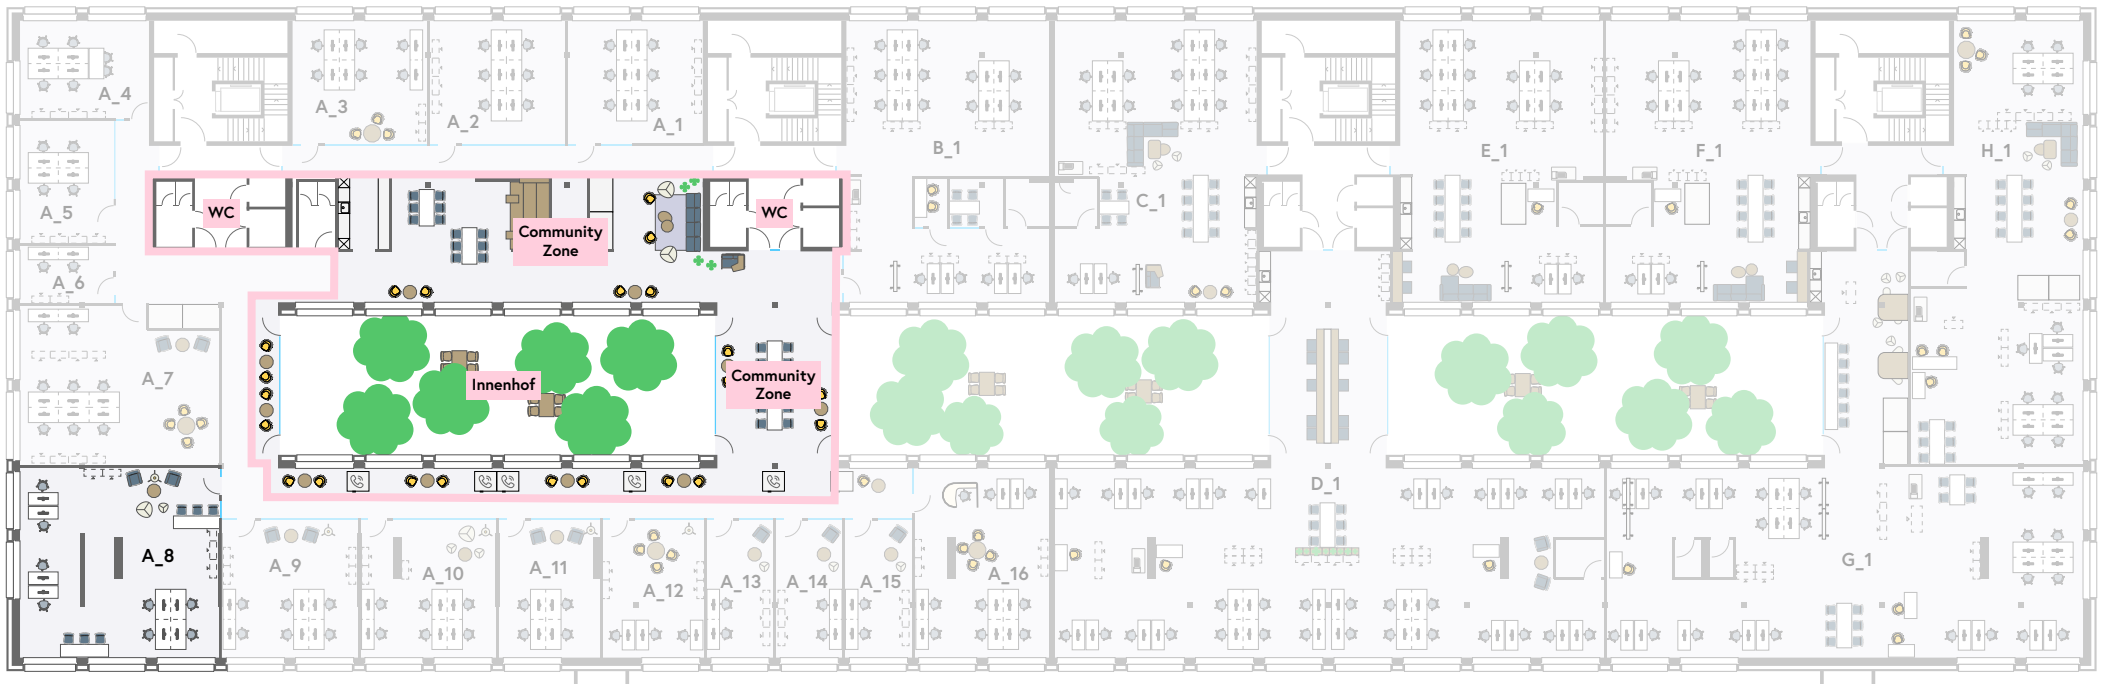 A_4
A_3
A_2
A_1
B_1
E_1
F_1
H_1
A_5
WC
Community
Zone
WC
C_1
A_6
A_7
Innenhof
Community
Zone
D_1
A_8
A_9
A_10
A_11
A_12
A_13
A_14
A_15
A_16
G_1